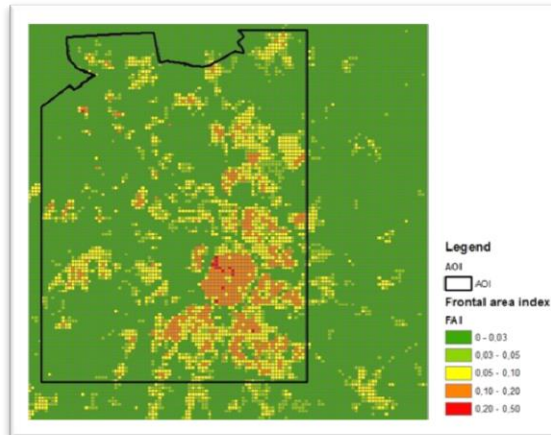 Legend
AOI
AOI
Frontal area index
FAI
0 - 0,03
0,03 - 0,05
0,05 - 0,10
0,10 - 0,20
0,20 - 0,50